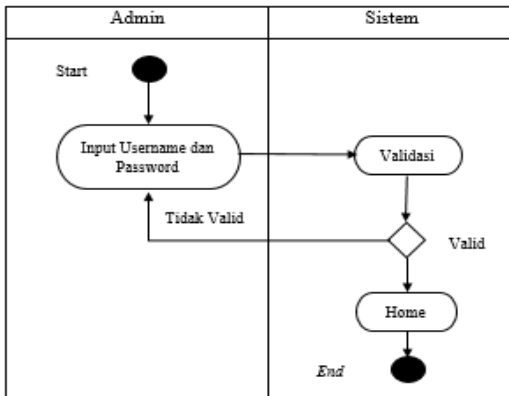 Admin
Sistem
Start
Input Username dan
Password
Validasi
Tidak Valid
Valid
Home
End